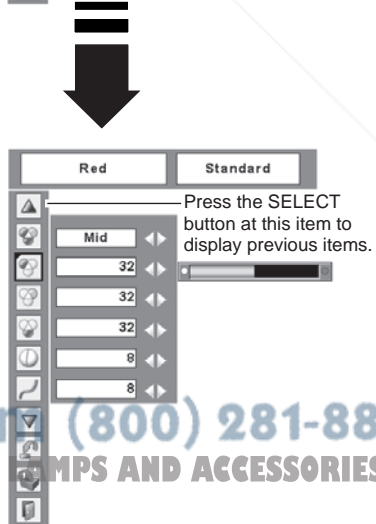 Red Standard
Press the SELECT
button at this item to
display previous items.
Mid
32
32
32
8
8
(800) 281-88
MPS AND ACCESSORIES